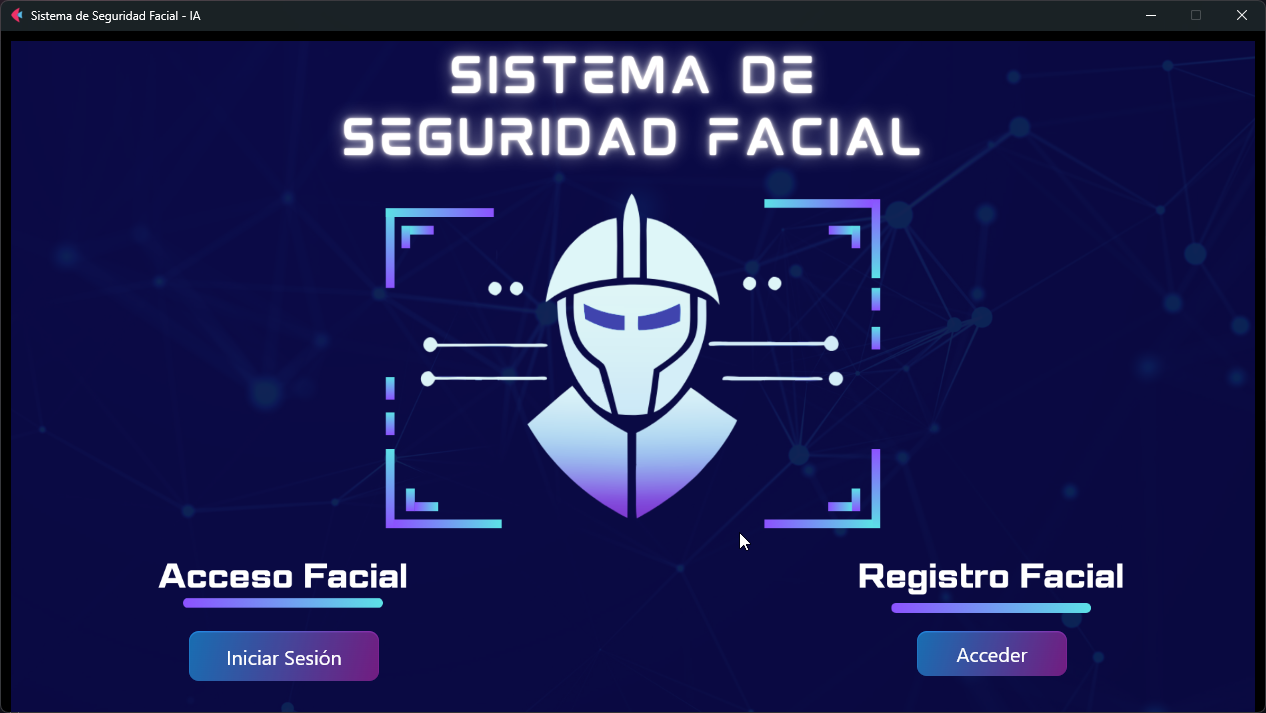 Sistema de Seguridad Facial - IA
SISTEMA DE
SEGURIDAD FACIAL
Acceso Facial
Registro Facial
Iniciar Sesión
Acceder